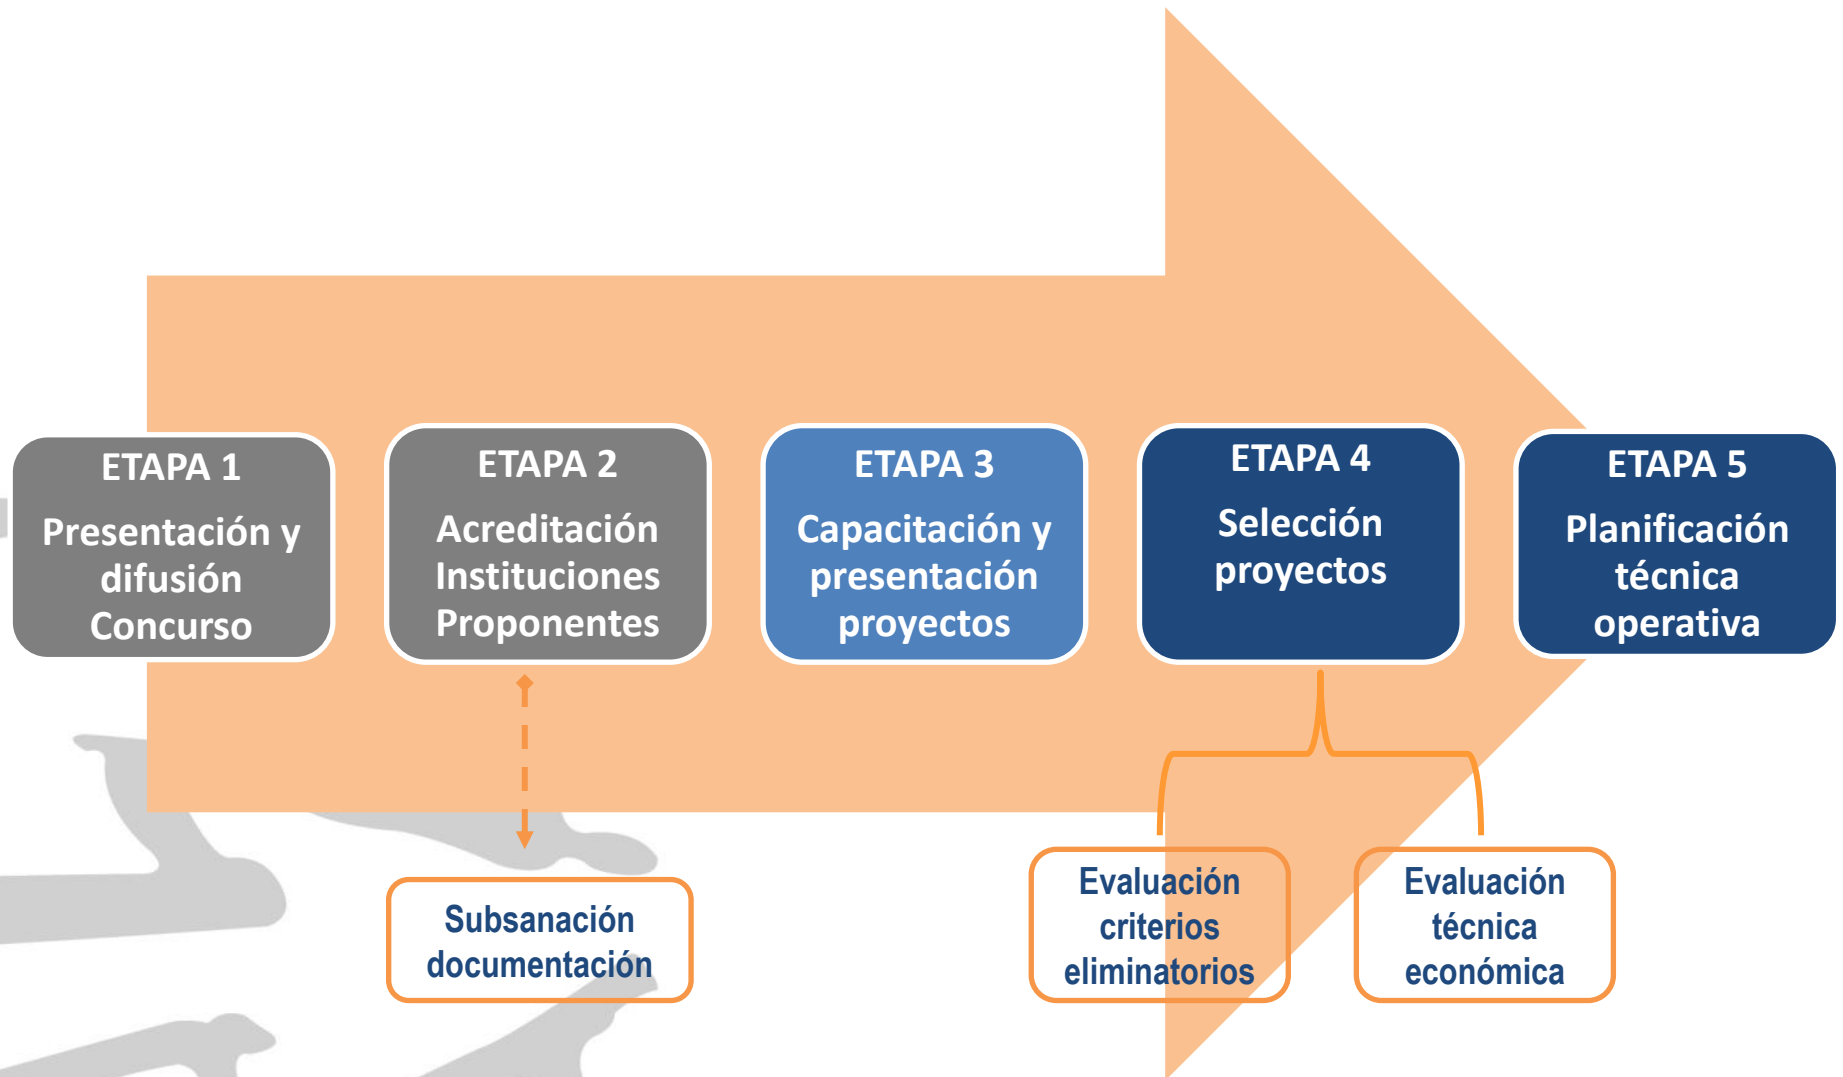 ETAPA 1
Presentación y
difusión
Concurso
ETAPA 2
Acreditación
Instituciones
Proponentes
ETAPA 3
Capacitación y
presentación
proyectos
ETAPA 4
Selección
proyectos
ETAPA 5
Planificación
técnica
operativa
Subsanación
documentación
Evaluación
criterios
eliminatorios
Evaluación
técnica
económica